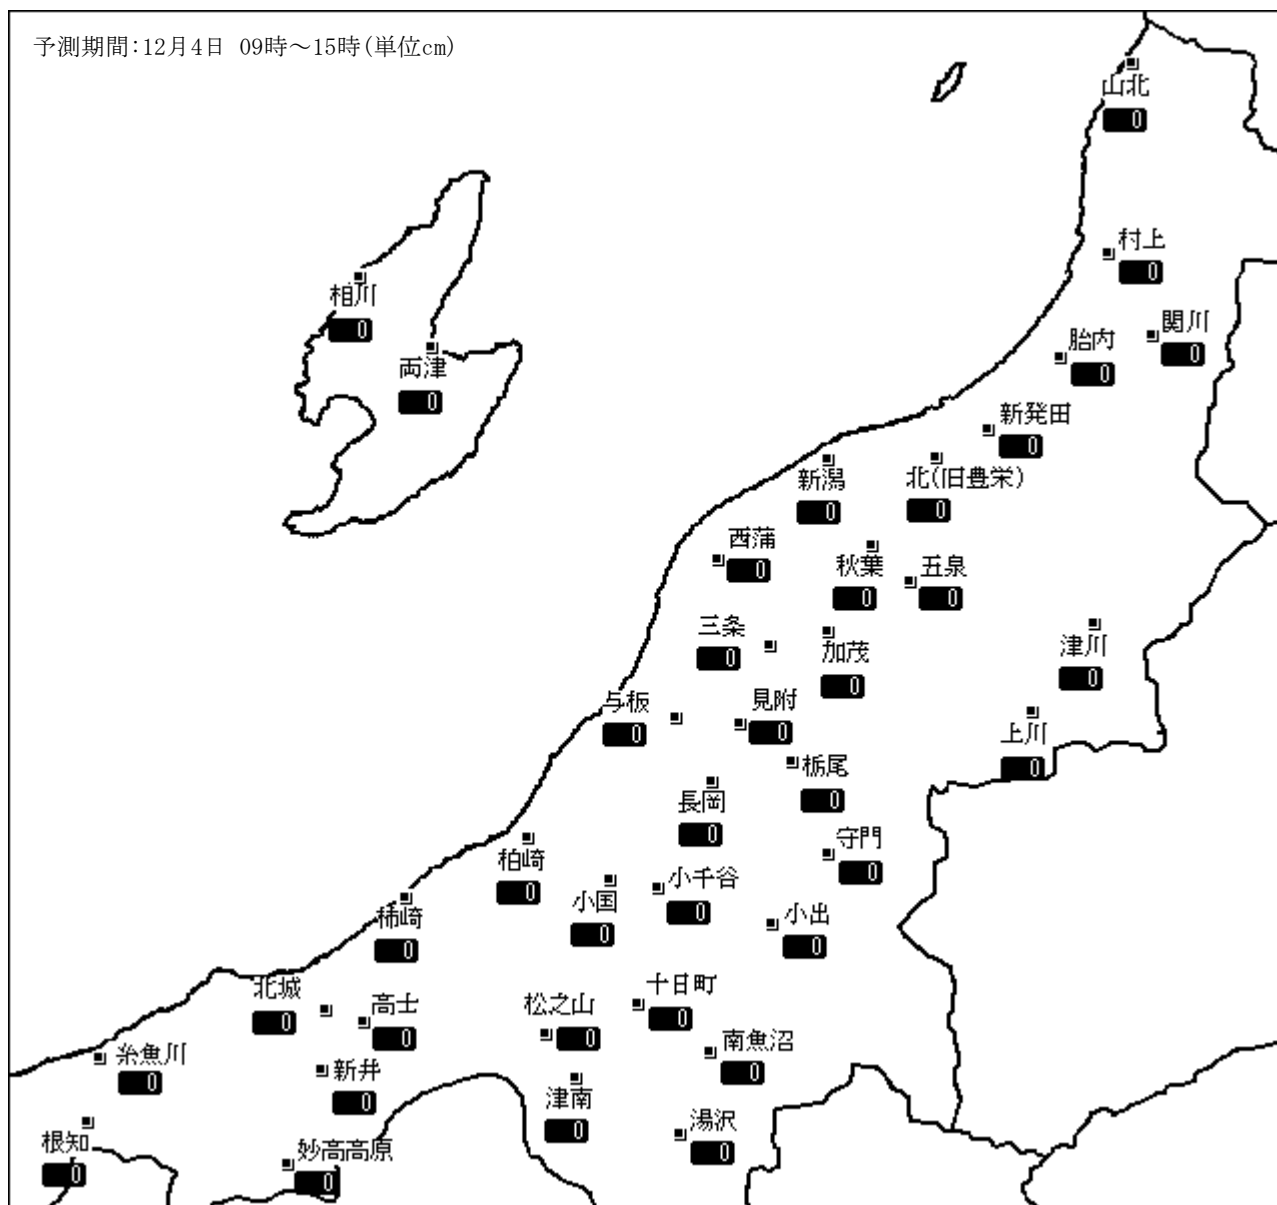 予測期間:12月4日 09時～15時(単位cm)
山北
0
村上
0
相川
0
関川
0
胎内
0
両津
0
新発田
0
新潟
0
北(旧豊栄)
0
西蒲
0
秋葉
0
五泉
0
三条
0
加茂
0
津川
0
与板
0
見附
0
上川
0
栃尾
0
長岡
0
守門
0
柏崎
0
小国
0
小千谷
0
柿崎
0
小出
0
北城
0
高士
0
松之山
0
十日町
0
南魚沼
0
糸魚川
0
新井
0
津南
0
湯沢
0
根知
0
妙高高原
0